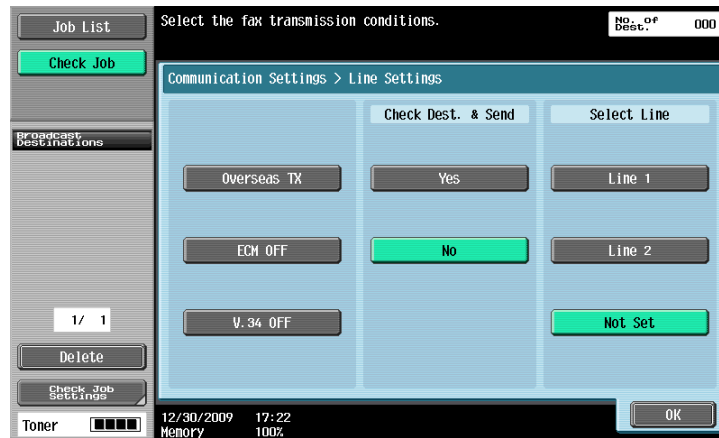 Job List
Select the fax transmission conditions.
No. of Dest. 000
Check Job
Communication Settings > Line Settings
Check Dest. & Send
Select Line
Broadcast
Destinations
Overseas TX
Yes
Line 1
ECM OFF
No
Line 2
1/ 1
V.34 OFF
Not Set
Delete
Check Job
Settings
Toner
12/30/2009 17:22
Memory 100%
OK